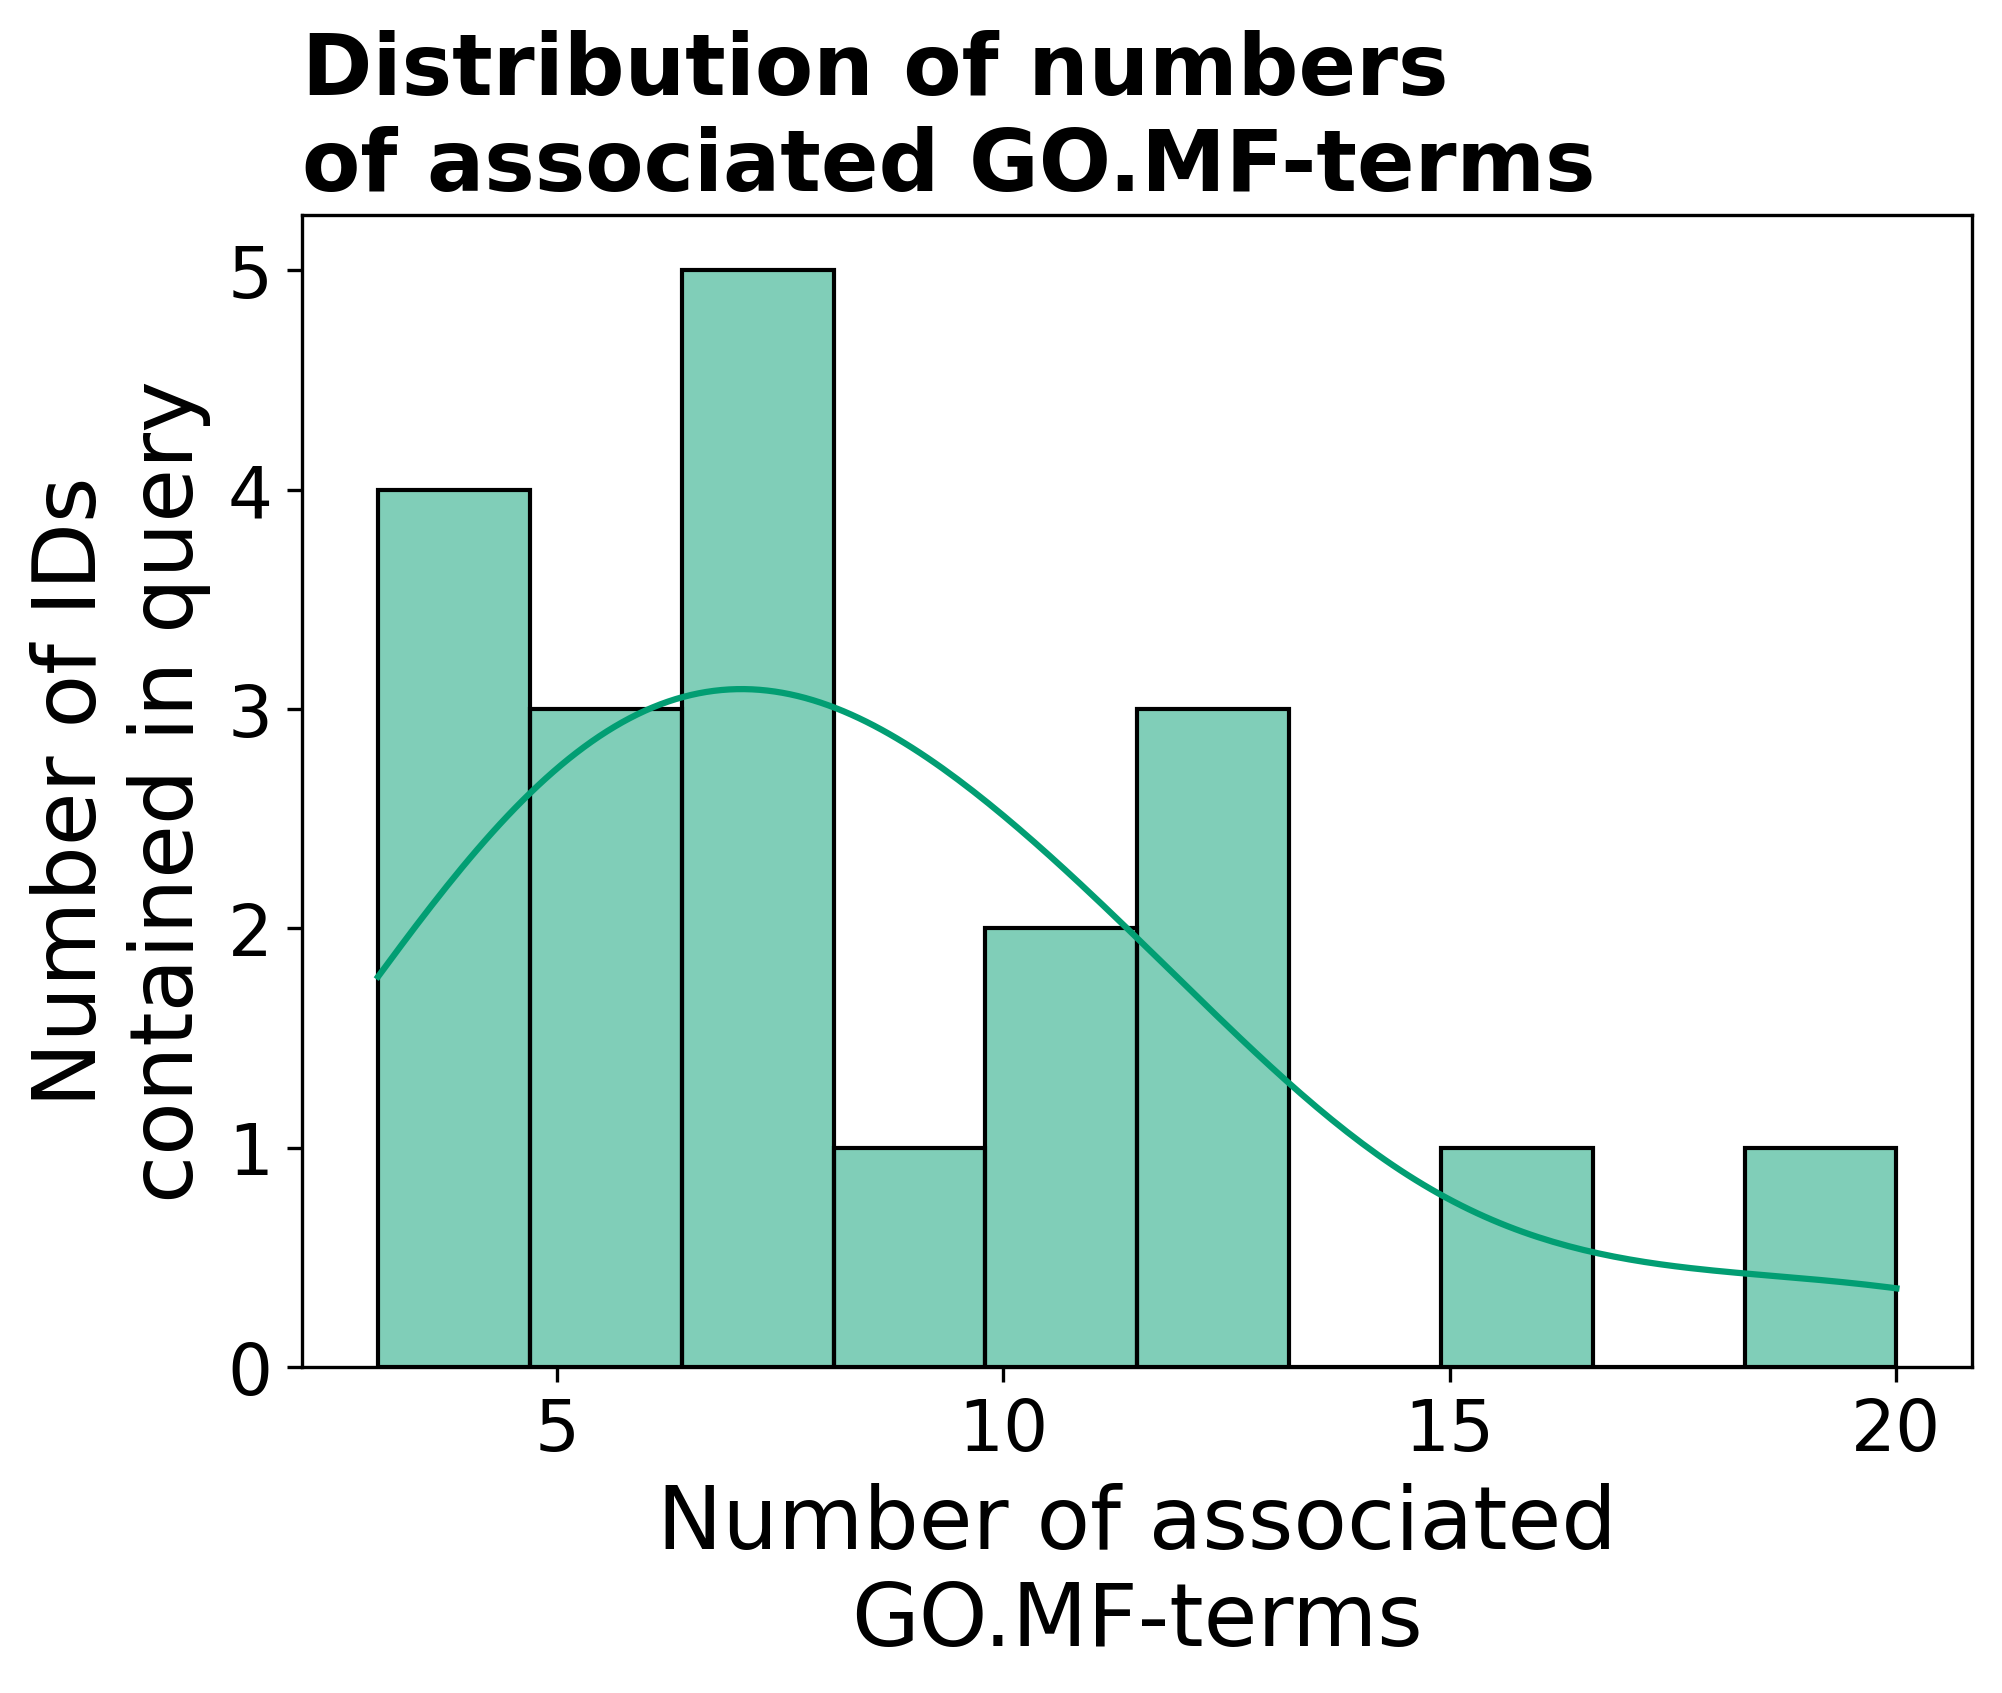 Distribution of numbers
of associated GO.MF-terms
Number of IDs
contained in query
5
4
3
2
1
0
5
10
15
20
Number of associated
GO.MF-terms